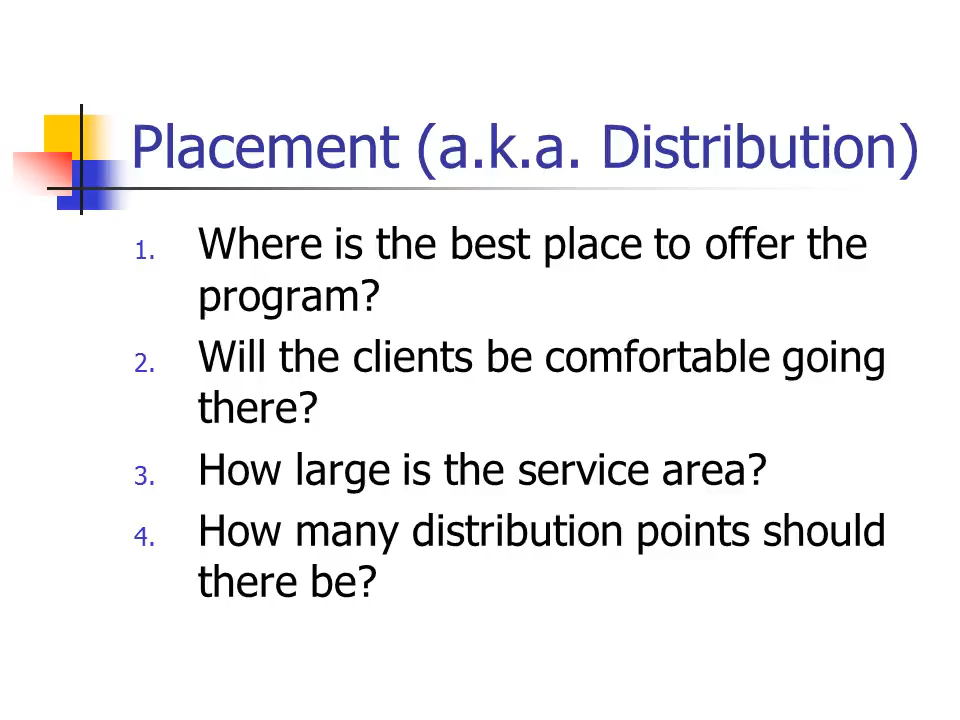 Placement (a.k.a. Distribution)
1. Where is the best place to offer the
program?
2. Will the clients be comfortable going
there?
3. How large is the service area?
4. How many distribution points should
there be?